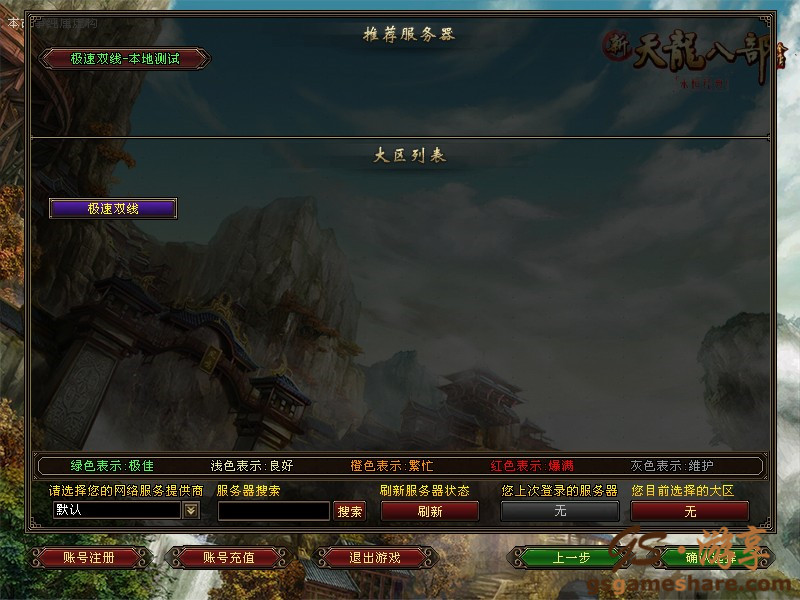 推荐服务器
新天龍八部
极速双线-本地测试
大区列表
极速双线
绿色表示:极佳 浅色表示:良好 橙色表示:繁忙 红色表示:爆满 灰色表示:维护
请选择您的网络服务提供商 服务器搜索 刷新服务器状态 您上次登录的服务器 您目前选择的大区
默认 搜索 刷新 无 无
账号注册 账号充值 退出游戏 上一步 确认选择
GS·游享
gsgameshare.com